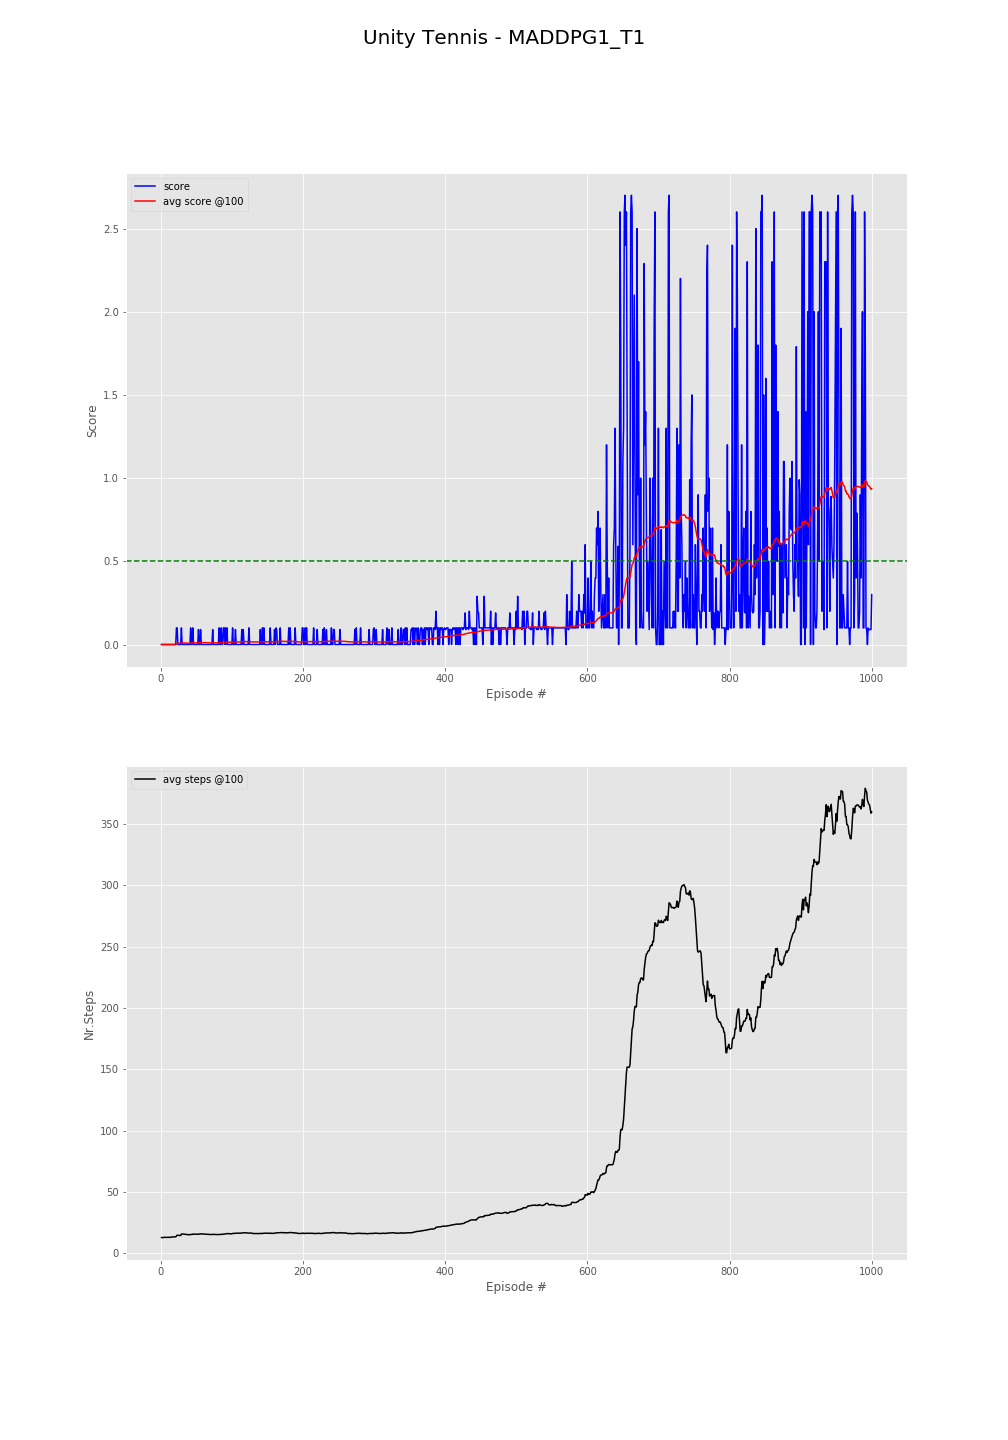 Unity Tennis - MADDPG1_T1
score
avg score @100
2.5
2.0
1.5
1.0
0.5
0.0
Score
0 200 400 600 800 1000
Episode #
avg steps @100
350
300
250
200
150
100
50
0
Nr.Steps
0 200 400 600 800 1000
Episode #